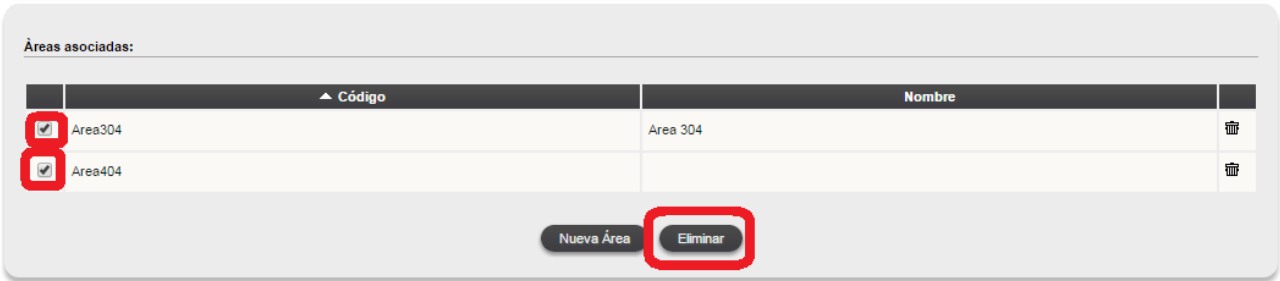 Àreas asociadas:
Código Nombre
Area304 Area 304
Area404
Nueva Área Eliminar